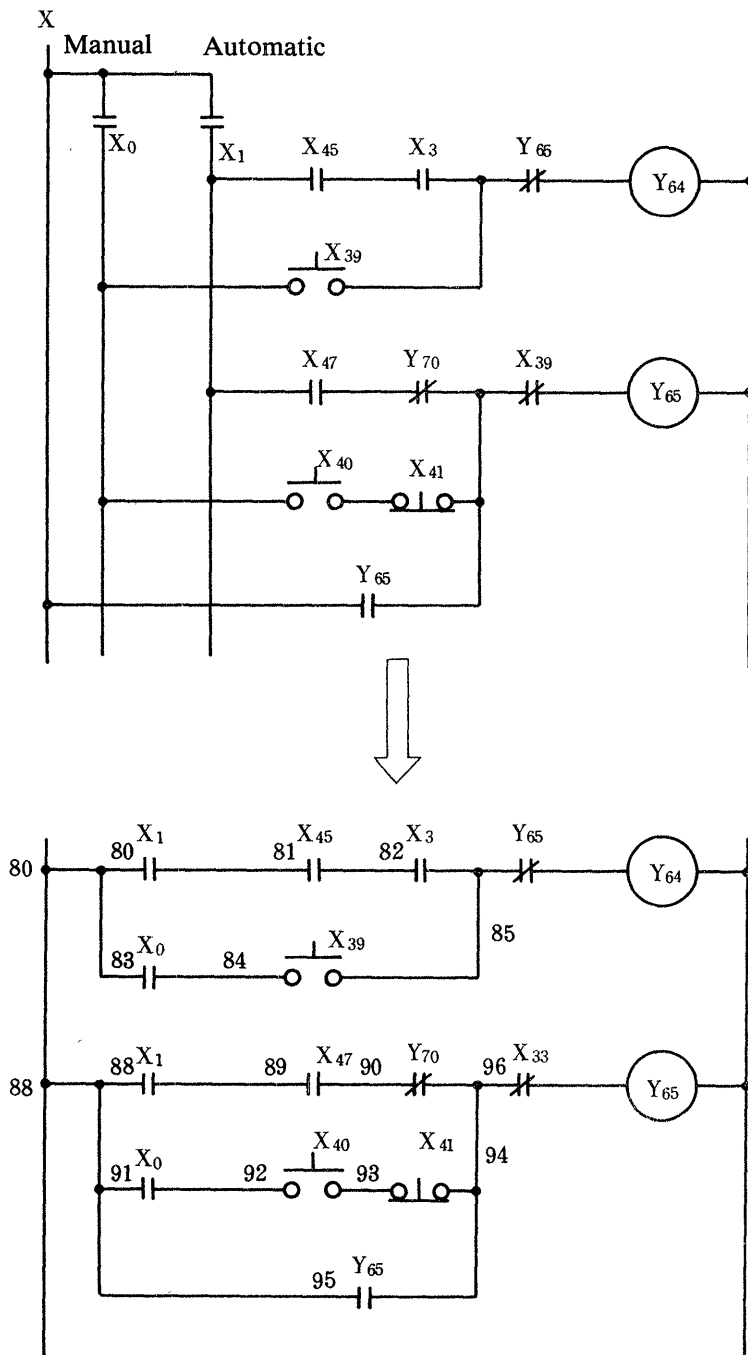 X
Manual Automatic
X0 X1 X45 X3 Y65 Y64
X39
X47 Y70 X39 Y65
X40 X41
Y65
80 80 X1 81 X45 82 X3 Y65 Y64
83 X0 84 X39 85
88 88 X1 89 X47 90 Y70 96 X33 Y65
91 X0 92 X40 93 X41 94
95 Y65